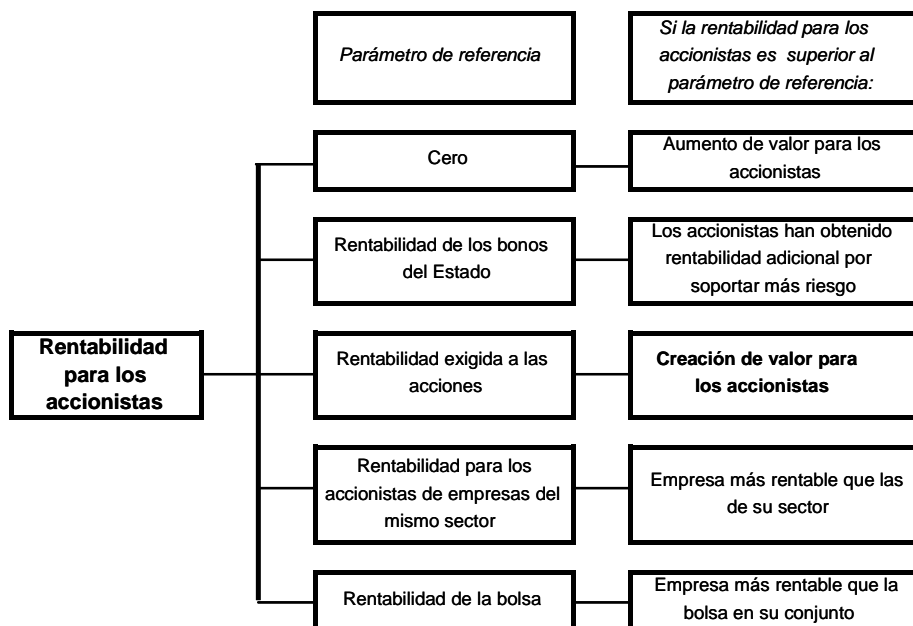 Parámetro de referencia
Si la rentabilidad para los
accionistas es superior al
parámetro de referencia:
Cero
Aumento de valor para los
accionistas
Rentabilidad de los bonos
del Estado
Los accionistas han obtenido
rentabilidad adicional por
soportar más riesgo
Rentabilidad
para los
accionistas
Rentabilidad exigida a las
acciones
Creación de valor para
los accionistas
Rentabilidad para los
accionistas de empresas del
mismo sector
Empresa más rentable que las
de su sector
Rentabilidad de la bolsa
Empresa más rentable que la
bolsa en su conjunto